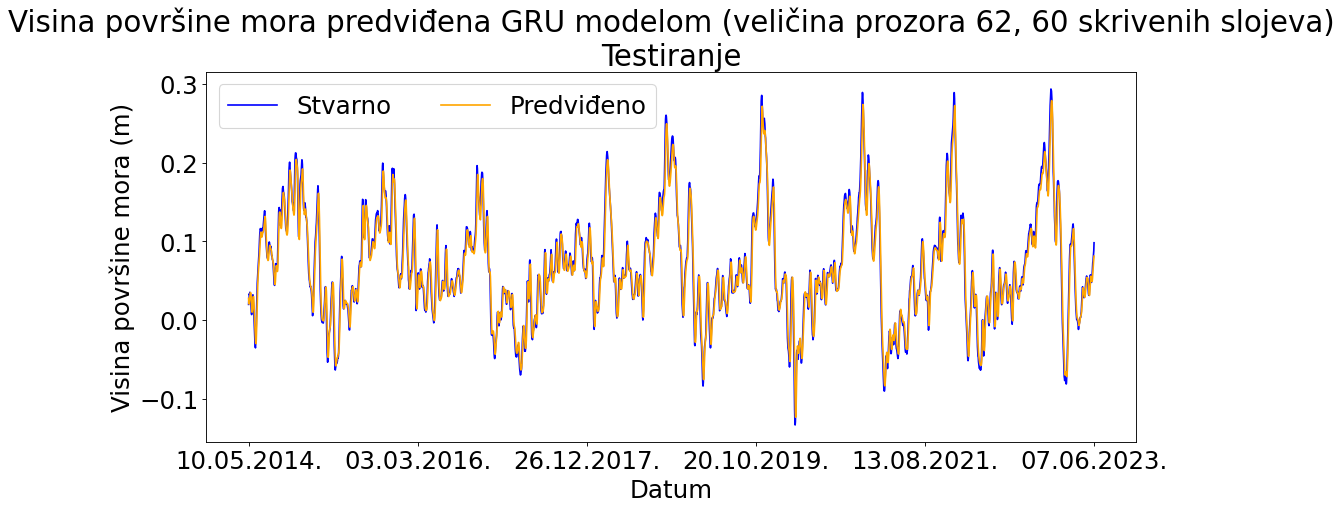 Visina površine mora predviđena GRU modelom (veličina prozora 62, 60 skrivenih slojeva)
Testiranje
Stvarno
Predviđeno
Visina površine mora (m)
0.3
0.2
0.1
0.0
−0.1
10.05.2014.
03.03.2016.
26.12.2017.
20.10.2019.
13.08.2021.
07.06.2023.
Datum